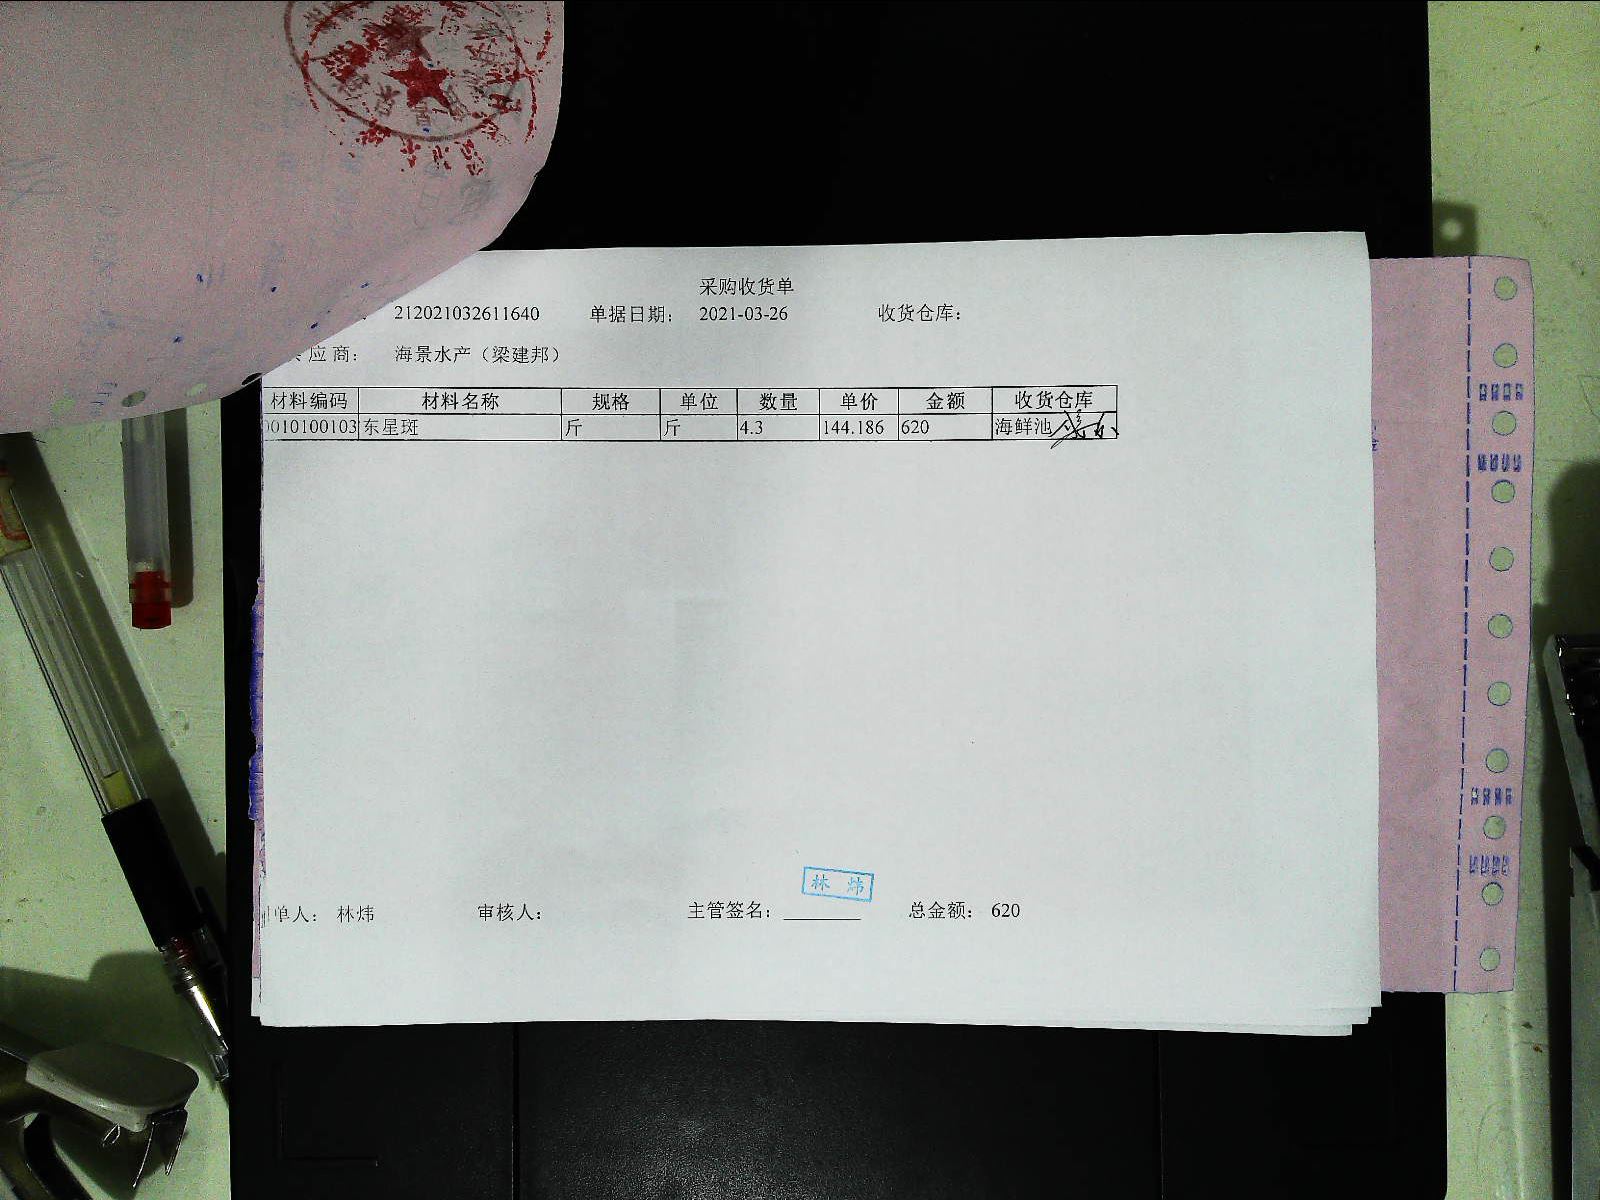 采购收货单
212021032611640 单据日期： 2021-03-26 收货仓库：
应商： 海景水产（梁建邦）
材料编码 材料名称 规格 单位 数量 单价 金额 收货仓库
010100103 东星斑 斤 斤 4.3 144.186 620 海鲜池
林炜
单人： 林炜 审核人： 主管签名： 总金额： 620